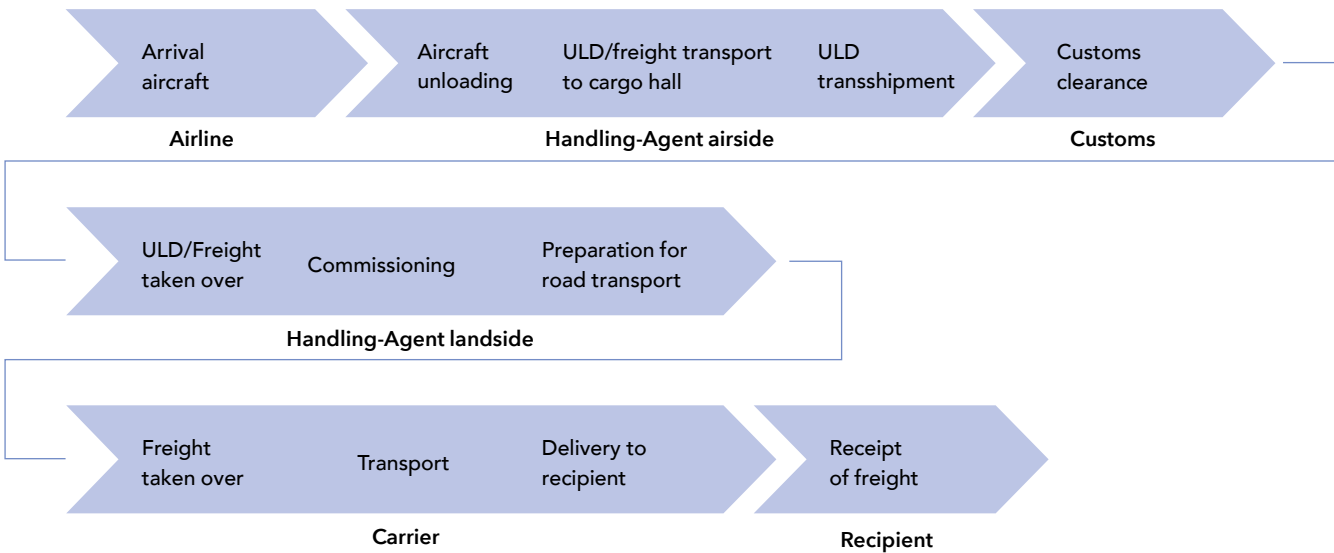 Arrival
aircraft
Aircraft
unloading
ULD/freight transport
to cargo hall
ULD
transshipment
Customs
clearance
Airline
Handling-Agent airside
Customs
ULD/Freight
taken over
Commissioning
Preparation for
road transport
Handling-Agent landside
Freight
taken over
Transport
Delivery to
recipient
Receipt
of freight
Carrier
Recipient